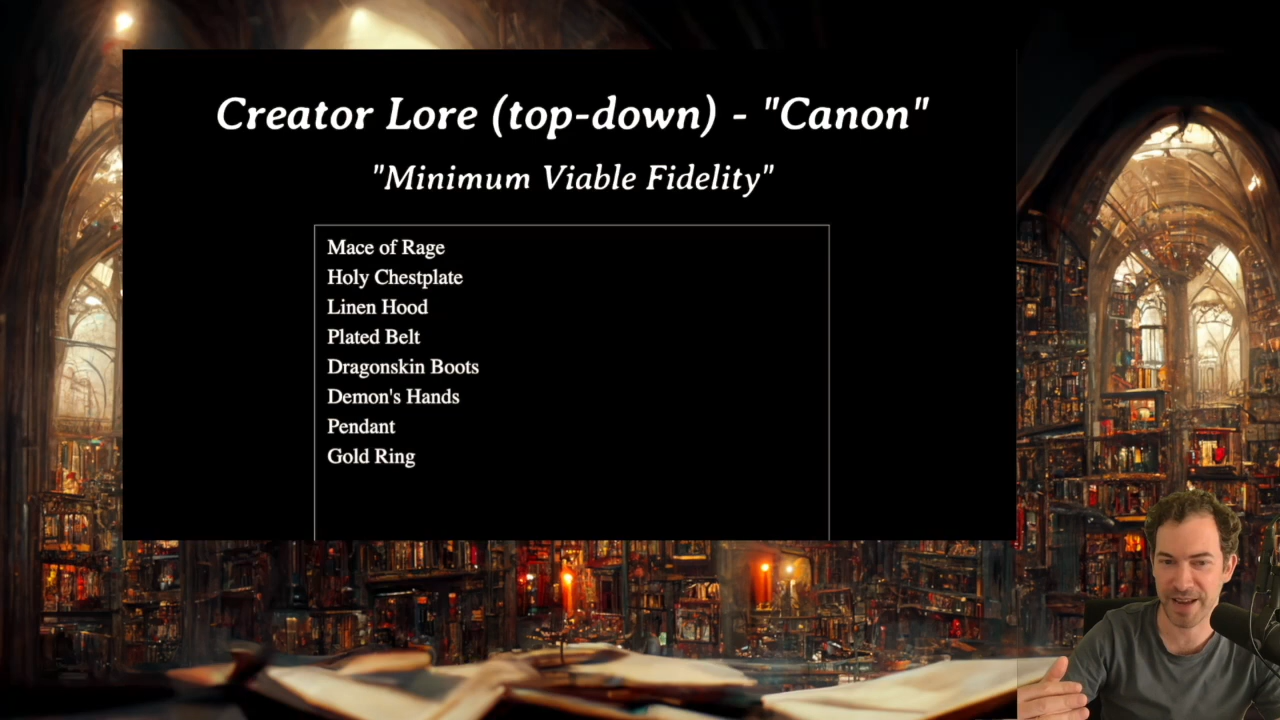 Creator Lore (top-down) - "Canon"
"Minimum Viable Fidelity"
Mace of Rage
Holy Chestplate
Linen Hood
Plated Belt
Dragonskin Boots
Demon's Hands
Pendant
Gold Ring